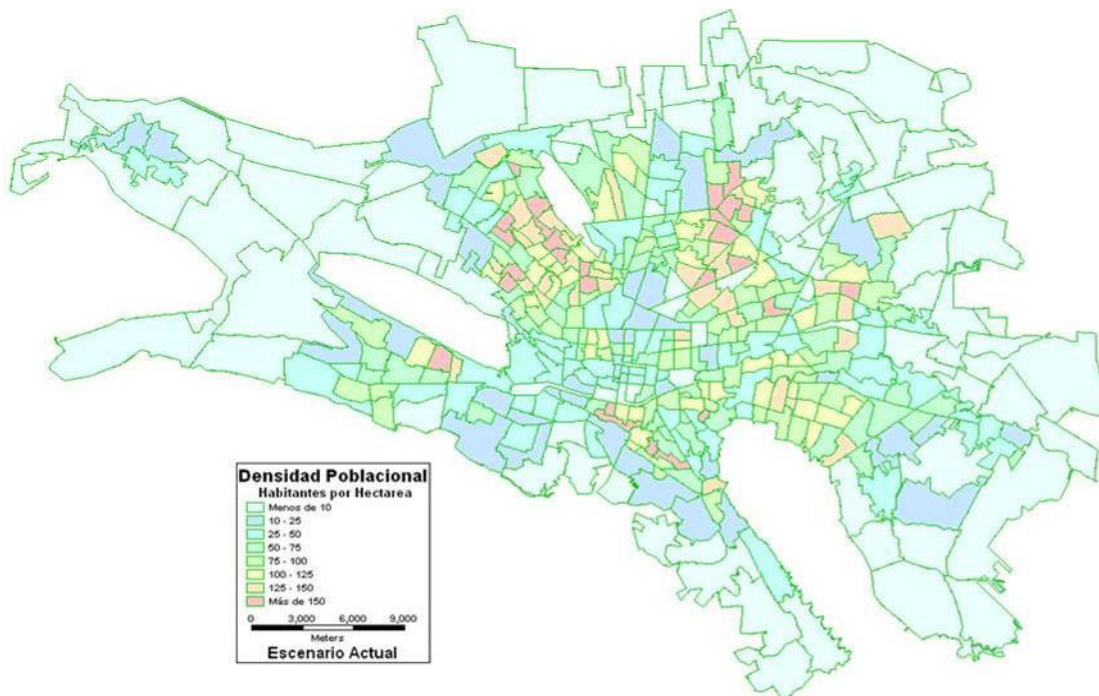 Densidad Poblacional
Habitantes por Hectarea
Menos de 10
10 - 25
25 - 50
50 - 75
75 - 100
100 - 125
125 - 150
Más de 150
0 3,000 6,000 9,000
Meters
Escenario Actual